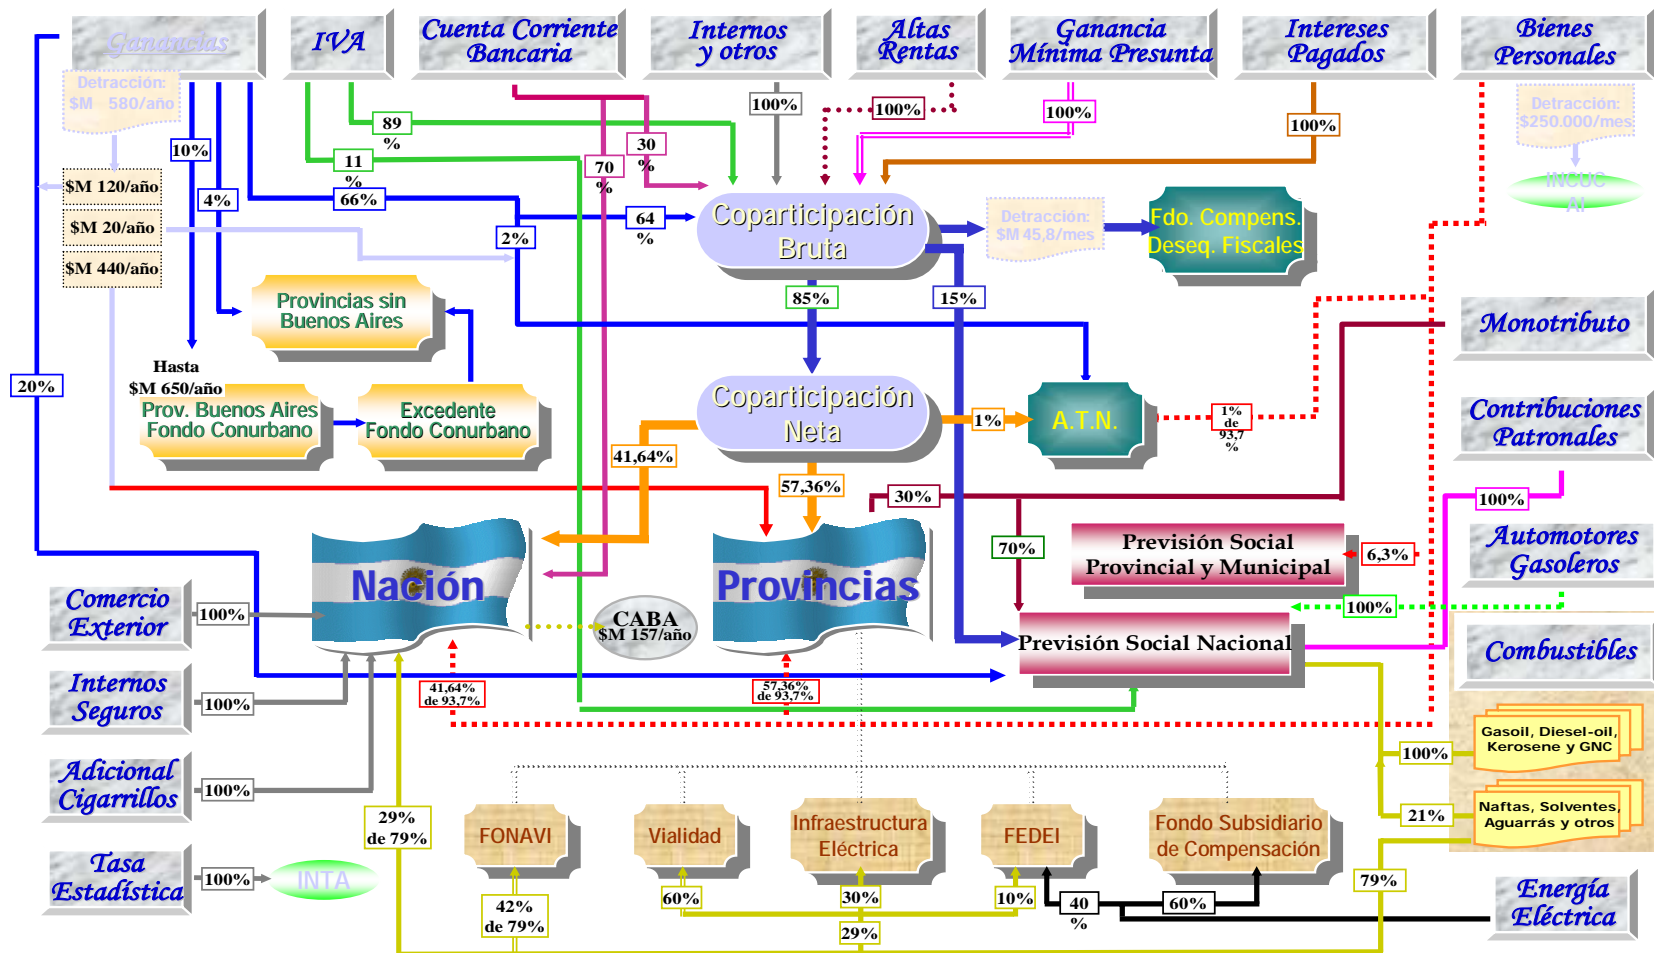 Ganancias
IVA
Cuenta Corriente
Bancaria
Internos
y otros
Altas
Rentas
Ganancia
Mínima Presunta
Intereses
Pagados
Bienes
Personales
Detracción:
$M 580/año
10%
4%
66%
89
%
11
%
70
%
30
%
100%
100%
100%
100%
Detracción:
$250.000/mes
INCUC
AI
$M 120/año
$M 20/año
$M 440/año
2%
64
%
Coparticipación
Bruta
Detracción:
$M 45,8/mes
Fdo. Compens.
Deseq. Fiscales
85%
15%
Provincias sin
Buenos Aires
Monotributo
Hasta
$M 650/año
20%
Prov. Buenos Aires
Fondo Conurbano
Excedente
Fondo Conurbano
Coparticipación
Neta
1%
A.T.N.
1%
de
93,7
%
Contribuciones
Patronales
41,64%
57,36%
30%
100%
70%
Nación
Provincias
Previsión Social
Provincial y Municipal
6,3%
Automotores
Gasoleros
100%
Comercio
Exterior
100%
CABA
$M 157/año
Previsión Social Nacional
Combustibles
Internos
Seguros
100%
41,64%
de 93,7%
57,36%
de 93,7%
Gasoil, Diesel-oil,
Kerosene y GNC
100%
Adicional
Cigarrillos
100%
29%
de 79%
FONAVI
Vialidad
Infraestructura
Eléctrica
FEDEI
Fondo Subsidiario
de Compensación
21%
Naftas, Solventes,
Aguarrás y otros
Tasa
Estadística
100%
INTA
42%
de 79%
60%
30%
10%
29%
40
%
60%
79%
Energía
Eléctrica